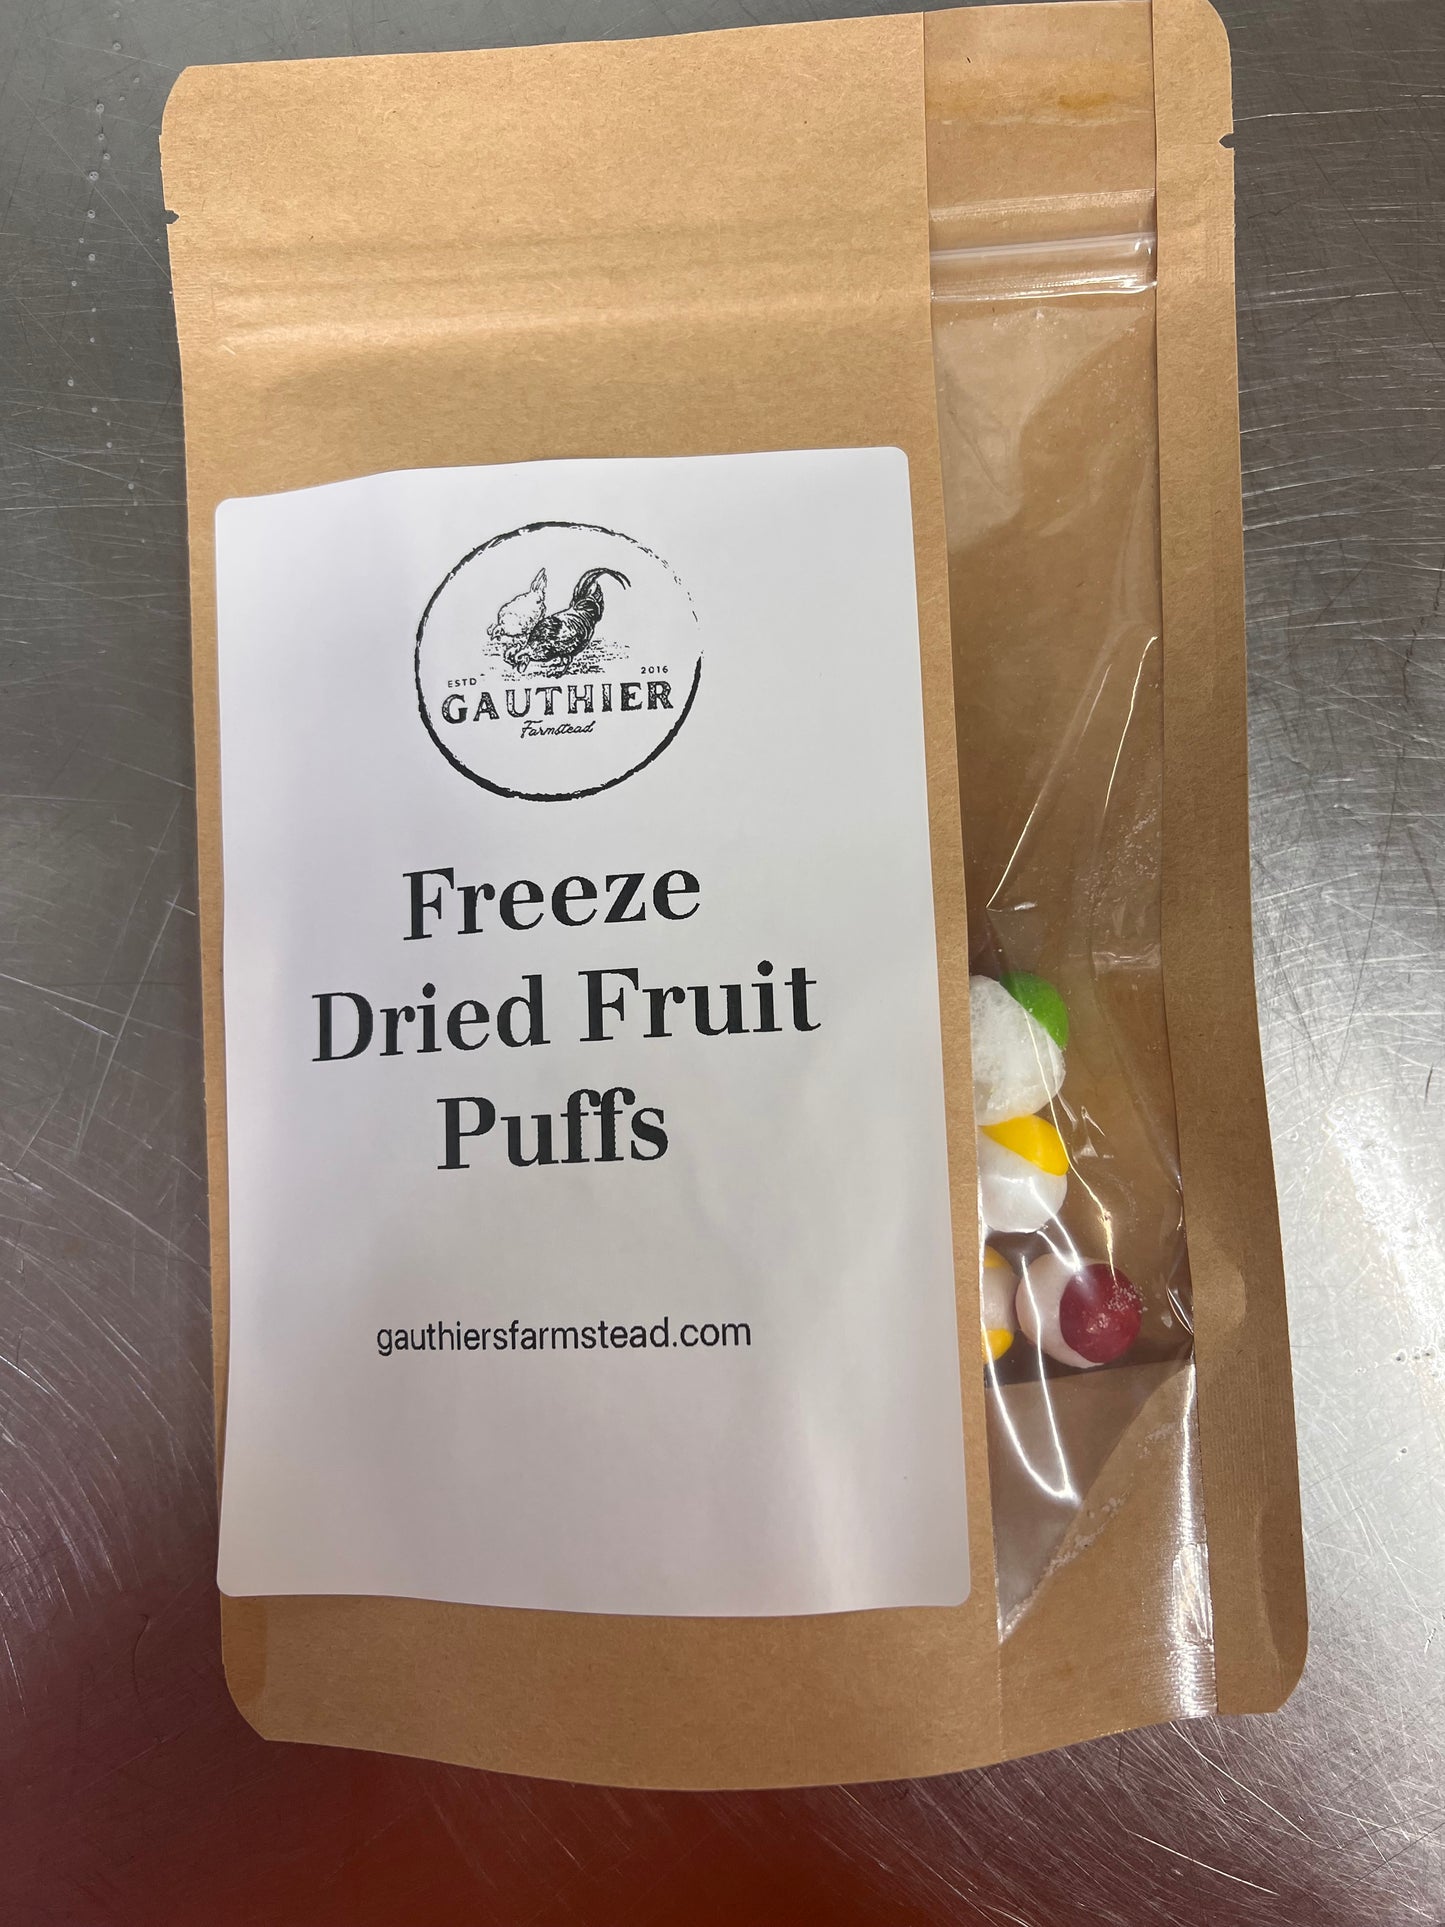 ESTD 2016
GAUTHIER
Farmstead
Freeze
Dried Fruit
Puffs
gauthiersfarmstead.com